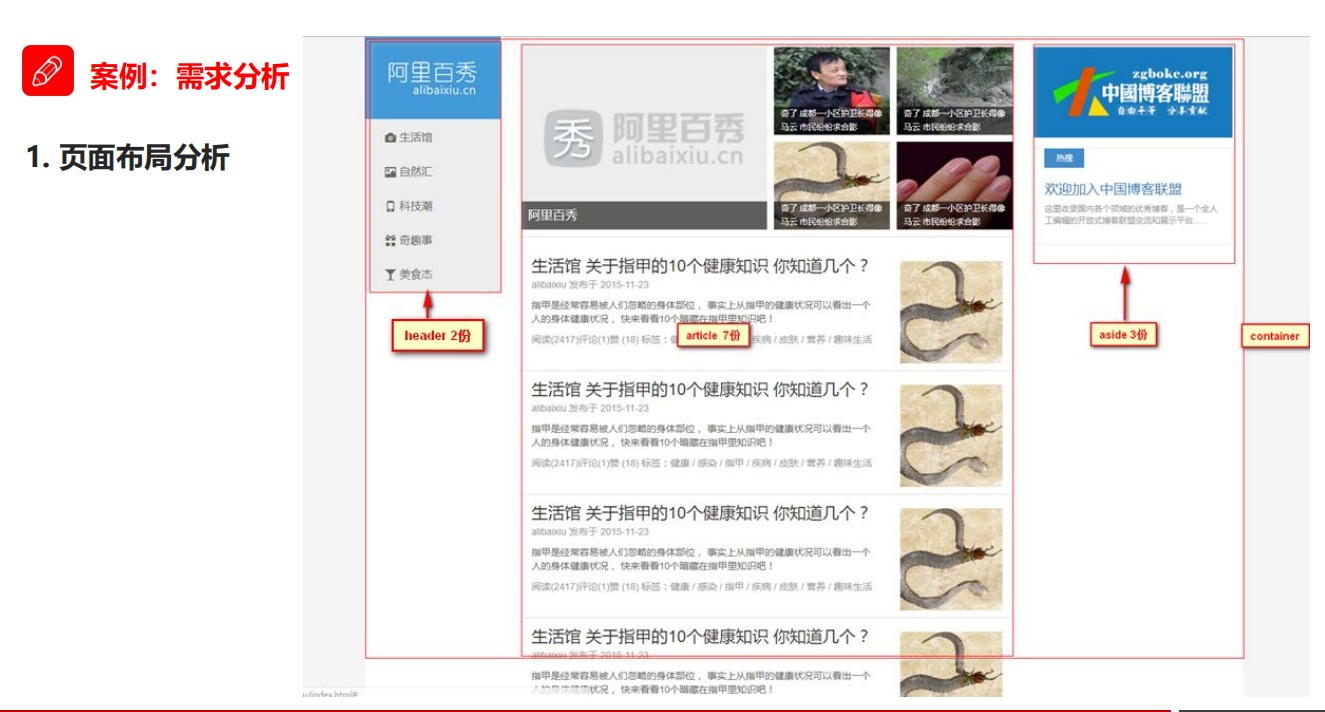 案例：需求分析
1. 页面布局分析
阿里百秀
alibaixiu.cn
生活馆
自然汇
科技潮
奇趣事
美食杰
header 2份
秀 阿里百秀
alibaixiu.cn
阿里百秀
奇了 成都一小区护卫长得像
马云 市民纷纷求合影
奇了 成都一小区护卫长得像
马云 市民纷纷求合影
奇了 成都一小区护卫长得像
马云 市民纷纷求合影
奇了 成都一小区护卫长得像
马云 市民纷纷求合影
生活馆 关于指甲的10个健康知识 你知道几个？
alibaixiu 发布于 2015-11-23
指甲是经常容易被人们忽略的身体部位， 事实上从指甲的健康状况可以看出一个
人的身体健康状况， 快来看看10个暗藏在指甲里知识吧！
阅读(2417)评论(1)赞 (18) 标签：健 疾病 / 皮肤 / 营养 / 趣味生活
article 7份
生活馆 关于指甲的10个健康知识 你知道几个？
alibaixiu 发布于 2015-11-23
指甲是经常容易被人们忽略的身体部位， 事实上从指甲的健康状况可以看出一个
人的身体健康状况， 快来看看10个暗藏在指甲里知识吧！
阅读(2417)评论(1)赞 (18) 标签：健康 / 感染 / 指甲 / 疾病 / 皮肤 / 营养 / 趣味生活
生活馆 关于指甲的10个健康知识 你知道几个？
alibaixiu 发布于 2015-11-23
指甲是经常容易被人们忽略的身体部位， 事实上从指甲的健康状况可以看出一个
人的身体健康状况， 快来看看10个暗藏在指甲里知识吧！
阅读(2417)评论(1)赞 (18) 标签：健康 / 感染 / 指甲 / 疾病 / 皮肤 / 营养 / 趣味生活
生活馆 关于指甲的10个健康知识 你知道几个？
alibaixiu 发布于 2015-11-23
指甲是经常容易被人们忽略的身体部位， 事实上从指甲的健康状况可以看出一个
人的身体健康状况， 快来看看10个暗藏在指甲里知识吧！
zgboke.org
中國博客聯盟
自由平等 分享貢献
热搜
欢迎加入中国博客联盟
这里收录国内各个领域的优秀博客，是一个全人
工编辑的开放式博客联盟交流和展示平台......
aside 3份
container
/index.html#